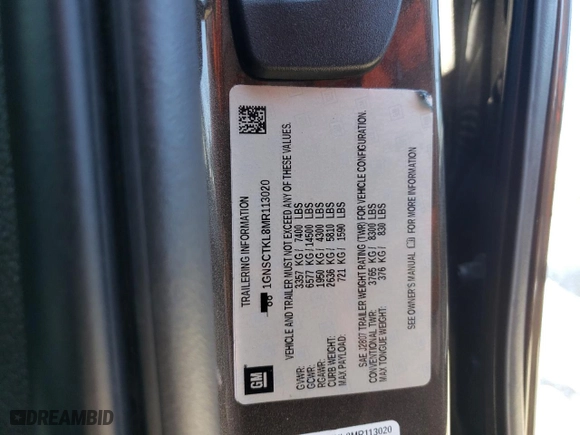 TRAILERING INFORMATION
1GNSCTKL8MR113020
VEHICLE AND TRAILER MUST NOT EXCEED ANY OF THESE VALUES.
GVWR: 3357 KG / 7400 LBS
GCWR: 6577 KG / 14500 LBS
RGAWR: 1950 KG / 4300 LBS
CURB WEIGHT: 2636 KG / 5810 LBS
MAX PAYLOAD: 721 KG / 1590 LBS
SAE J2807 TRAILER WEIGHT RATING (TWR) FOR VEHICLE CONFIGURATION.
CONVENTIONAL TWR: 3765 KG / 8300 LBS
MAX TONGUE WEIGHT: 376 KG / 830 LBS
SEE OWNER'S MANUAL FOR MORE INFORMATION
GM
8MR113020
DREAMBID